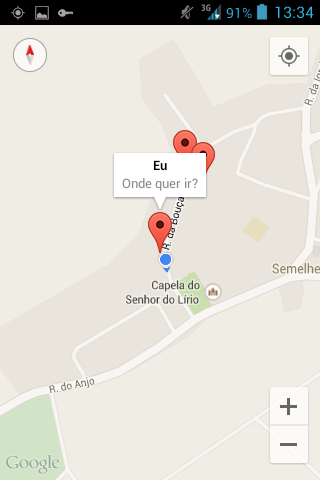 3G
91%
13:34
R. da
Eu
Onde quer ir?
R. da Bouça
Semelhe
Capela do
Senhor do Lírio
R. do Anjo
+
-
Google